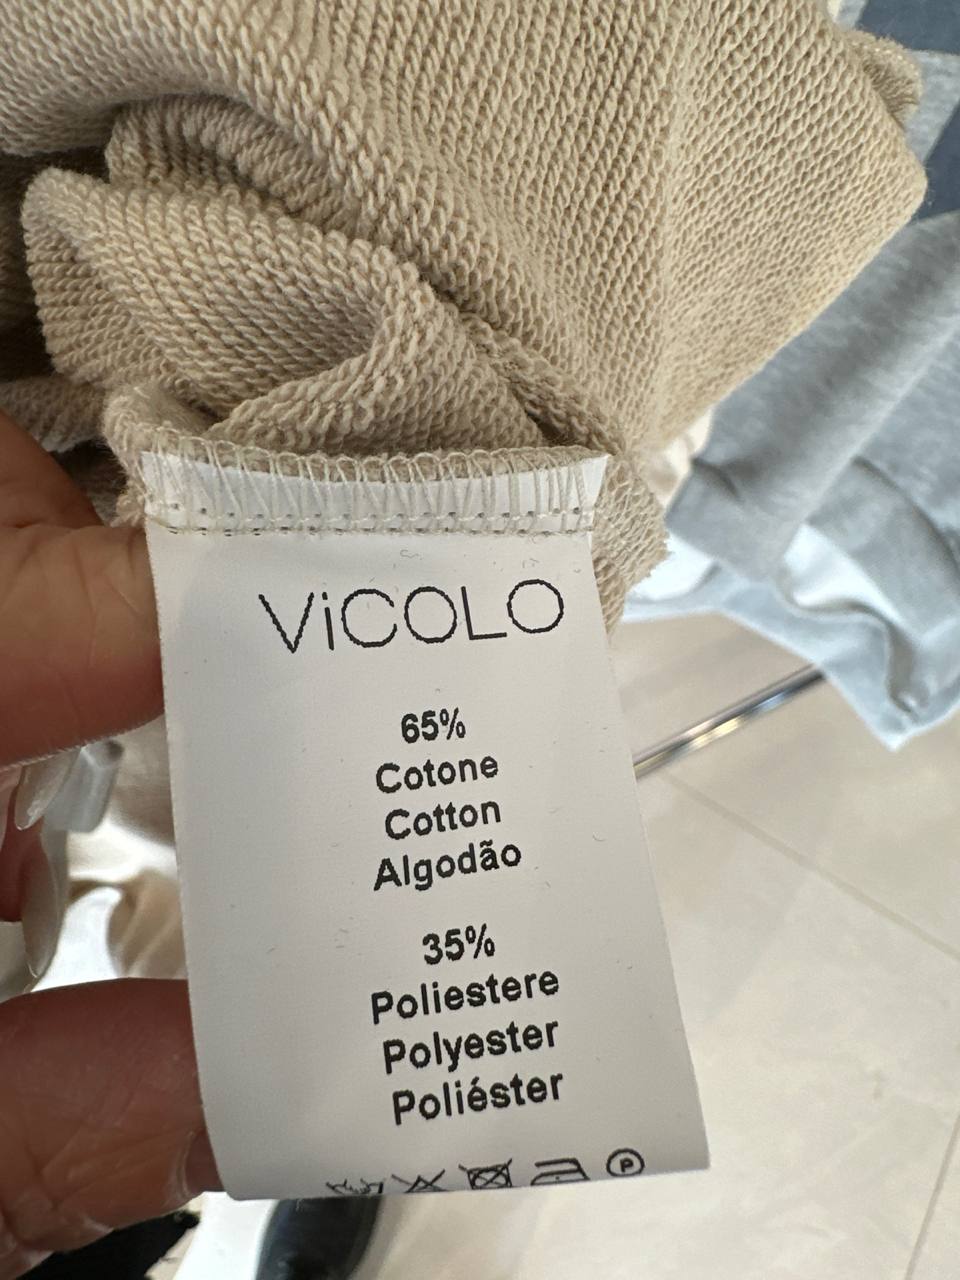 ViCOLO
65%
Cotone
Cotton
Algodão
35%
Poliestere
Polyester
Poliéster
P